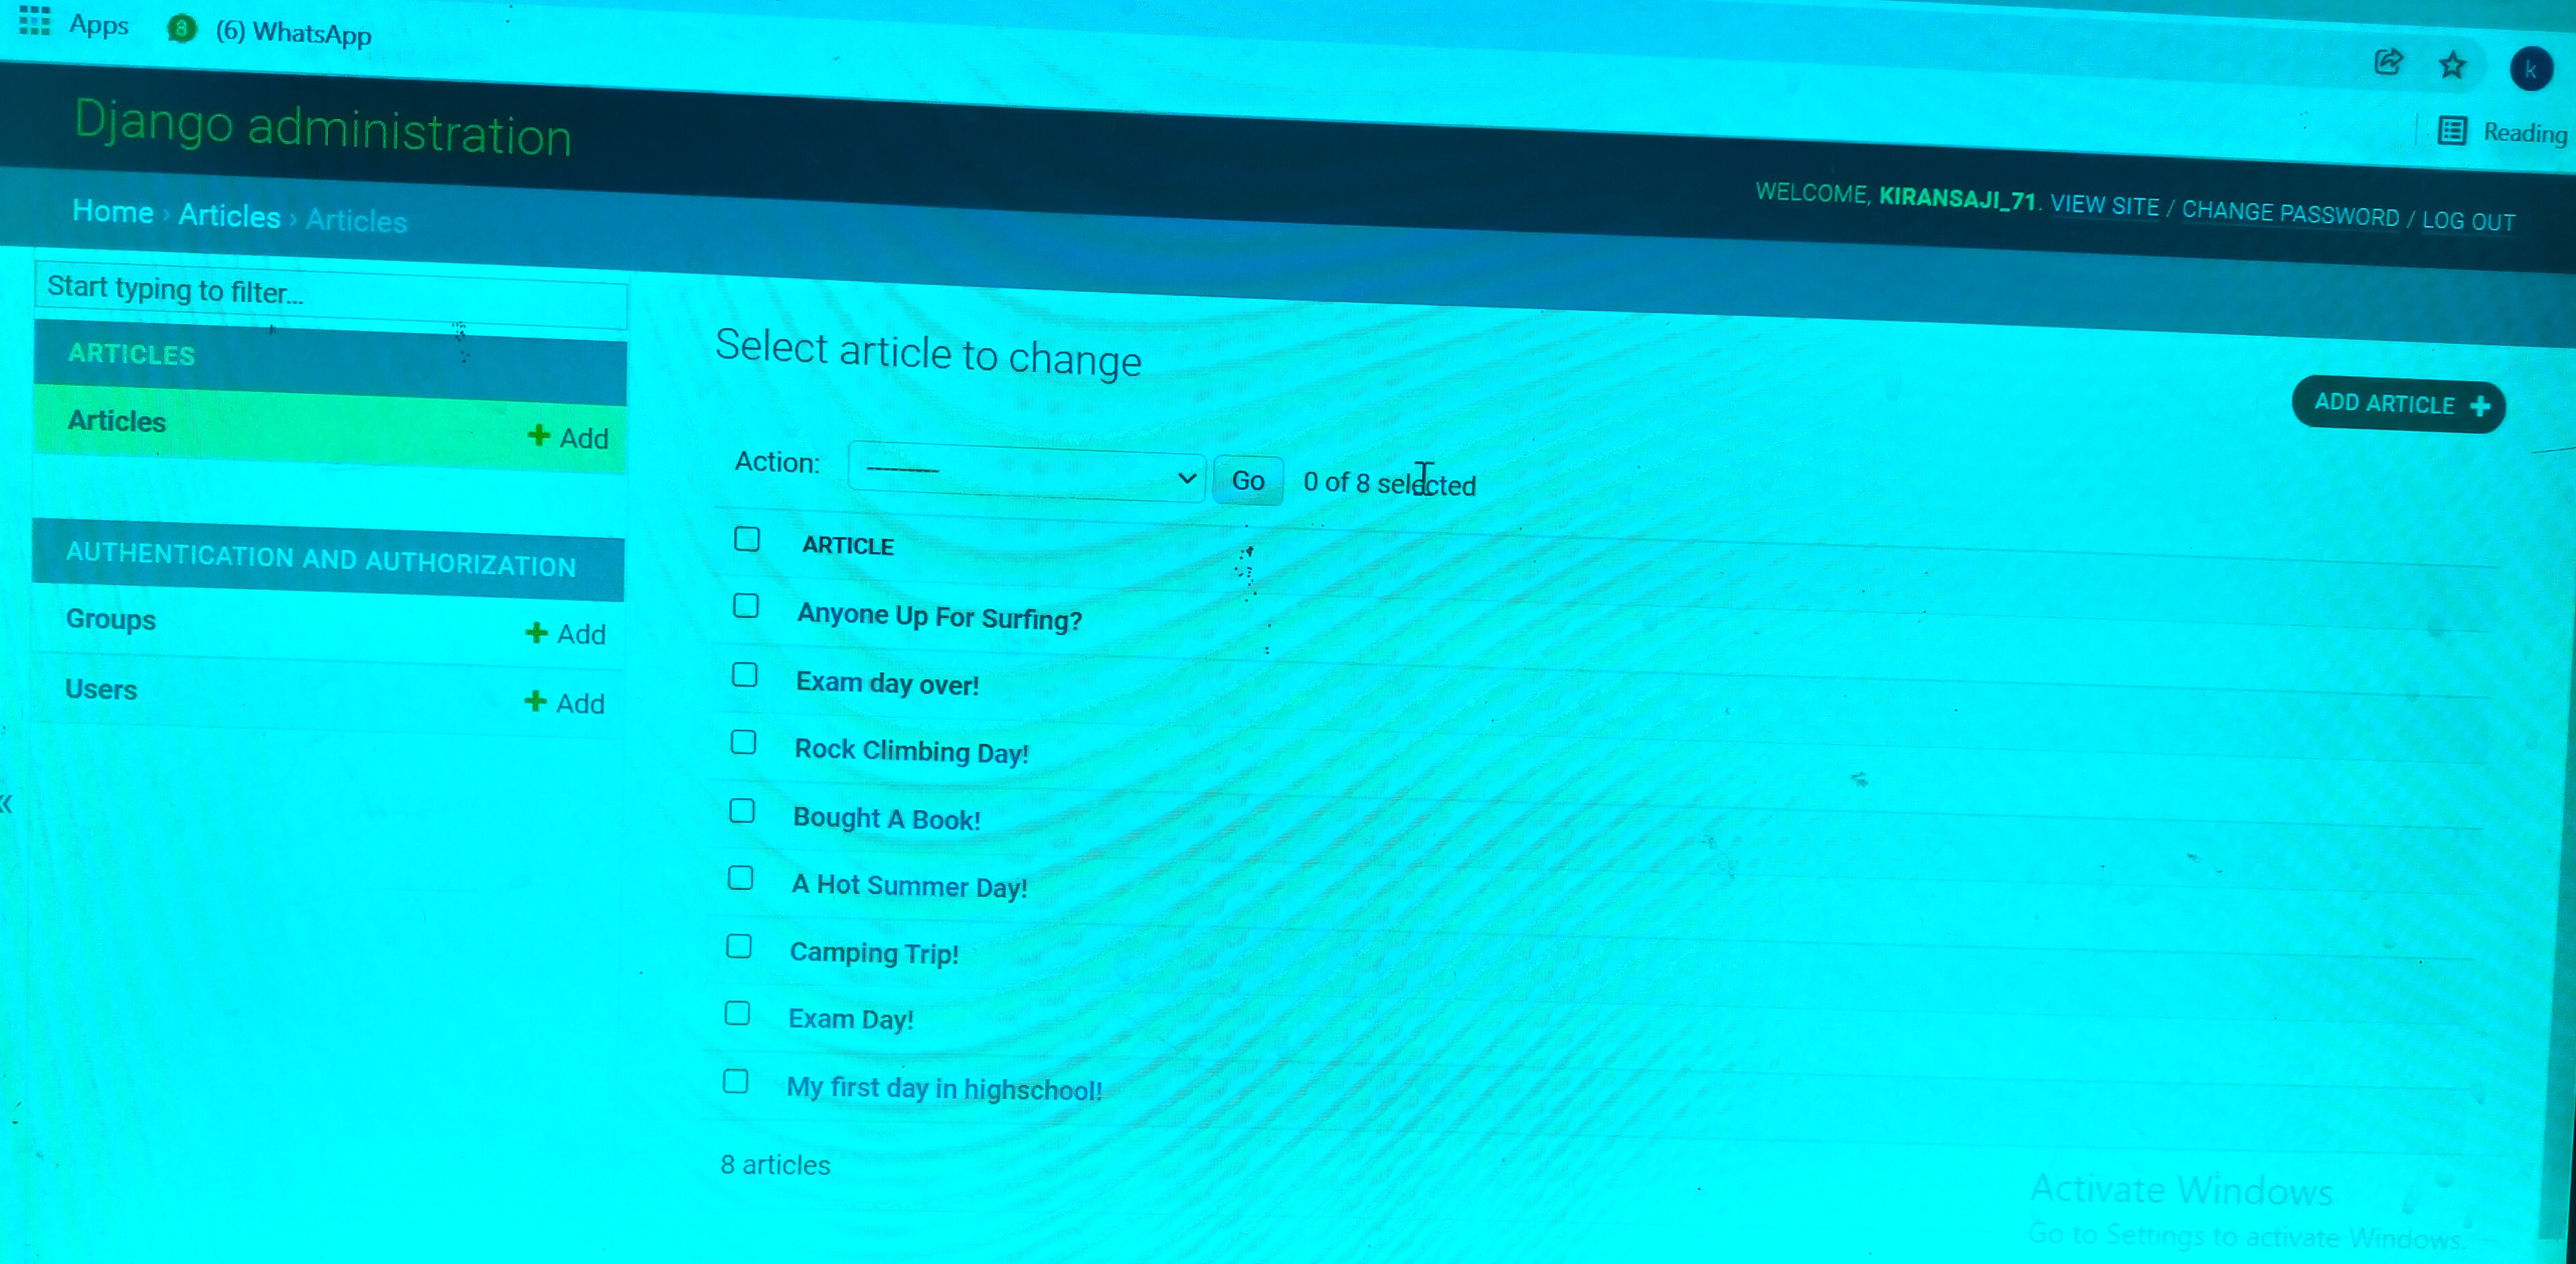 Apps 8 (6) WhatsApp
Reading
Django administration
WELCOME, KIRANSAJI_71. VIEW SITE / CHANGE PASSWORD / LOG OUT
Home › Articles › Articles
Start typing to filter...
ARTICLES
Articles + Add
AUTHENTICATION AND AUTHORIZATION
Groups + Add
Users + Add
«
Select article to change
ADD ARTICLE +
Action: --------- Go 0 of 8 selected
ARTICLE
Anyone Up For Surfing?
Exam day over!
Rock Climbing Day!
Bought A Book!
A Hot Summer Day!
Camping Trip!
Exam Day!
My first day in highschool!
8 articles
Activate Windows
Go to Settings to activate Windows.
k